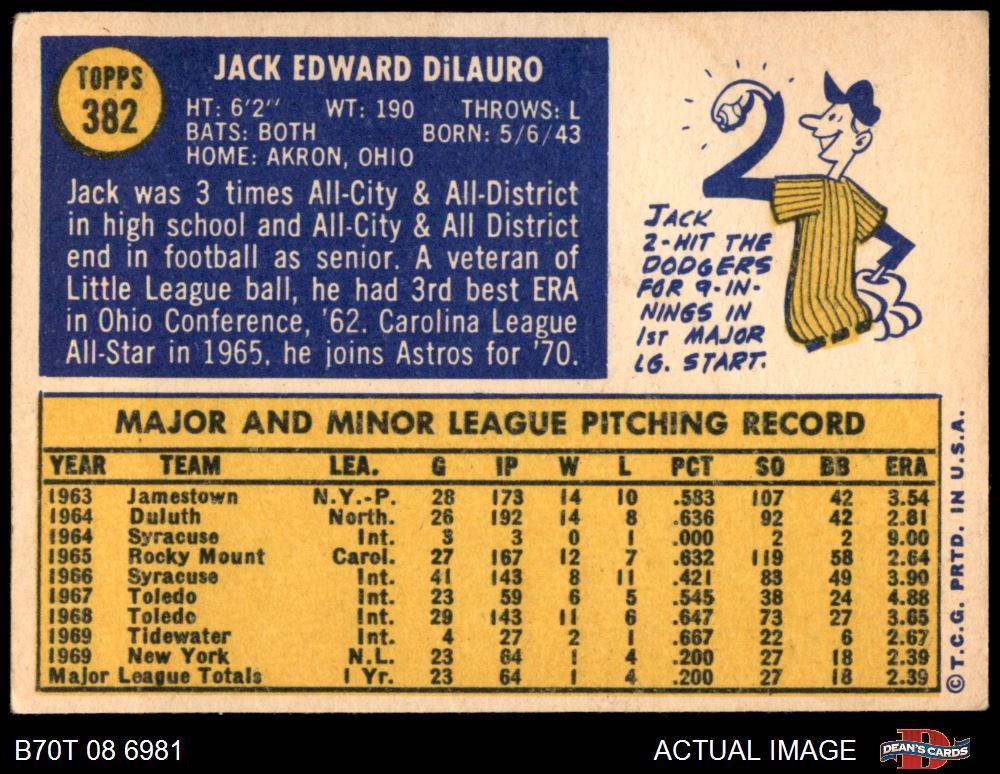 TOPPS
382
JACK EDWARD DiLAURO
HT: 6'2" WT: 190 THROWS: L
BATS: BOTH BORN: 5/6/43
HOME: AKRON, OHIO
Jack was 3 times All-City & All-District
in high school and All-City & All District
end in football as senior. A veteran of
Little League ball, he had 3rd best ERA
in Ohio Conference, '62. Carolina League
All-Star in 1965, he joins Astros for '70.
2
JACK
2-HIT THE
DODGERS
FOR 9-IN-
NINGS IN
1ST MAJOR
LG. START.
MAJOR AND MINOR LEAGUE PITCHING RECORD
YEAR TEAM LEA. G IP W L PCT SO BB ERA
1963 Jamestown N.Y.-P. 28 173 14 10 .583 107 42 3.54
1964 Duluth North. 26 192 14 8 .636 92 42 2.81
1964 Syracuse Int. 3 3 0 1 .000 2 2 9.00
1965 Rocky Mount Carol. 27 167 12 7 .632 119 58 2.64
1966 Syracuse Int. 41 143 8 11 .421 83 49 3.90
1967 Toledo Int. 23 59 6 5 .545 38 24 4.88
1968 Toledo Int. 29 143 11 6 .647 73 27 3.65
1969 Tidewater Int. 4 27 2 1 .667 22 6 2.67
1969 New York N.L. 23 64 1 4 .200 27 18 2.39
Major League Totals 1 Yr. 23 64 1 4 .200 27 18 2.39
© T.C.G. PRTD. IN U.S.A.
B70T 08 6981
ACTUAL IMAGE
D
DEAN'S CARDS